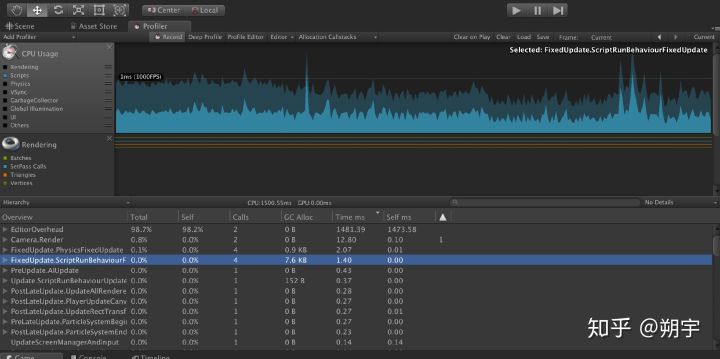 Center Local
Scene Asset Store Profiler
Add Profiler Record Deep Profile Profiler Editor Editor Allocation Callstacks Clear on Play Clear Load Save Frame: Current Current
CPU Usage
Rendering
Scripts
Physics
VSync
GarbageCollector
Global Illumination
UI
Others
Selected: FixedUpdate.ScriptRunBehaviourFixedUpdate
1ms (1000FPS)
Rendering
Batches
SetPass Calls
Triangles
Vertices
Hierarchy CPU:1500.55ms GPU:0.00ms No Details
Overview Total Self Calls GC Alloc Time ms Self ms
EditorOverhead 98.7% 98.2% 2 0 B 1481.39 1473.58
Camera.Render 0.8% 0.0% 2 0 B 12.80 0.10 1
FixedUpdate.PhysicsFixedUpdate 0.1% 0.0% 4 0.9 KB 2.07 0.01
FixedUpdate.ScriptRunBehaviourF 0.0% 0.0% 4 7.6 KB 1.40 0.00
PreUpdate.AIUpdate 0.0% 0.0% 1 0 B 0.43 0.00
Update.ScriptRunBehaviourUpdate 0.0% 0.0% 1 152 B 0.37 0.00
PostLateUpdate.UpdateAllRendere 0.0% 0.0% 1 0 B 0.28 0.00
PostLateUpdate.PlayerUpdateCanv 0.0% 0.0% 1 0 B 0.27 0.01
PostLateUpdate.UpdateRectTransf 0.0% 0.0% 1 0 B 0.27 0.01
PreLateUpdate.ParticleSystemBegin 0.0% 0.0% 1 0 B 0.27 0.00
PostLateUpdate.ParticleSystemEnd 0.0% 0.0% 1 0 B 0.23 0.00
UpdateScreenManagerAndInput 0.0% 0.0% 1 0 B 0.14 0.14
知乎 @朔宇
Game Console Timeline